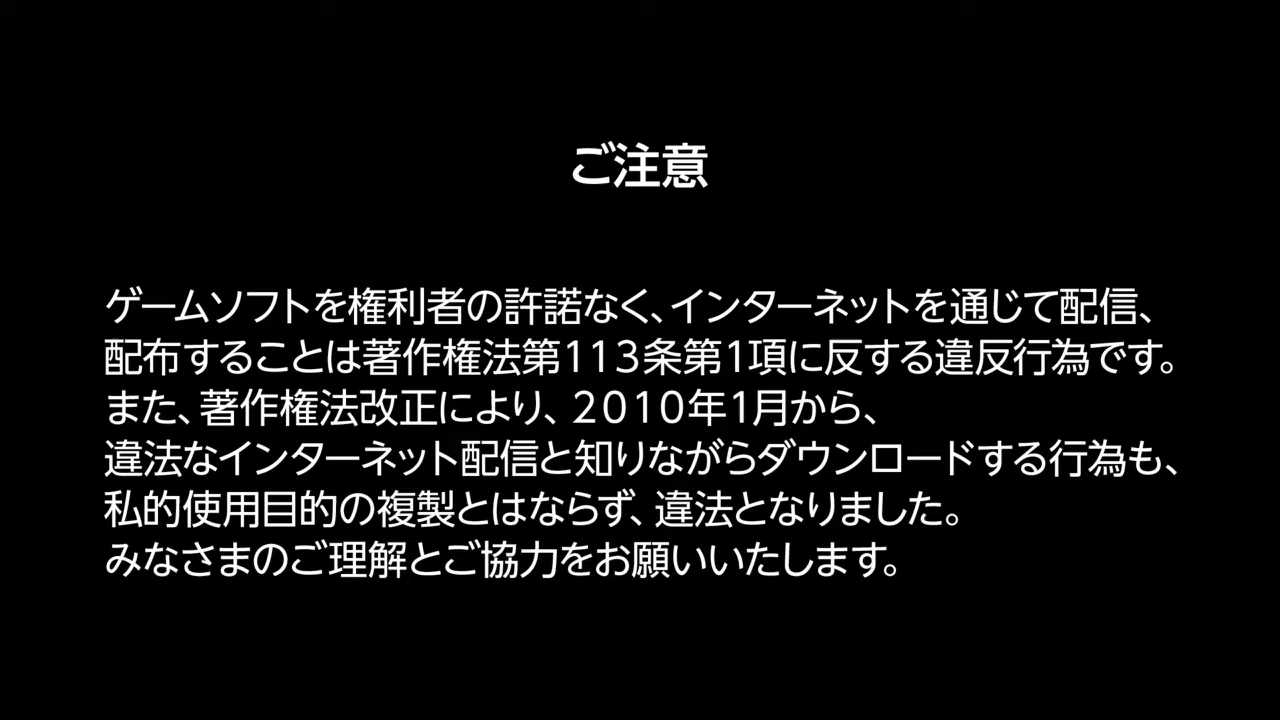 ご注意
ゲームソフトを権利者の許諾なく、インターネットを通じて配信、
配布することは著作権法第113条第1項に反する違反行為です。
また、著作権法改正により、2010年1月から、
違法なインターネット配信と知りながらダウンロードする行為も、
私的使用目的の複製とはならず、違法となりました。
みなさまのご理解とご協力をお願いいたします。